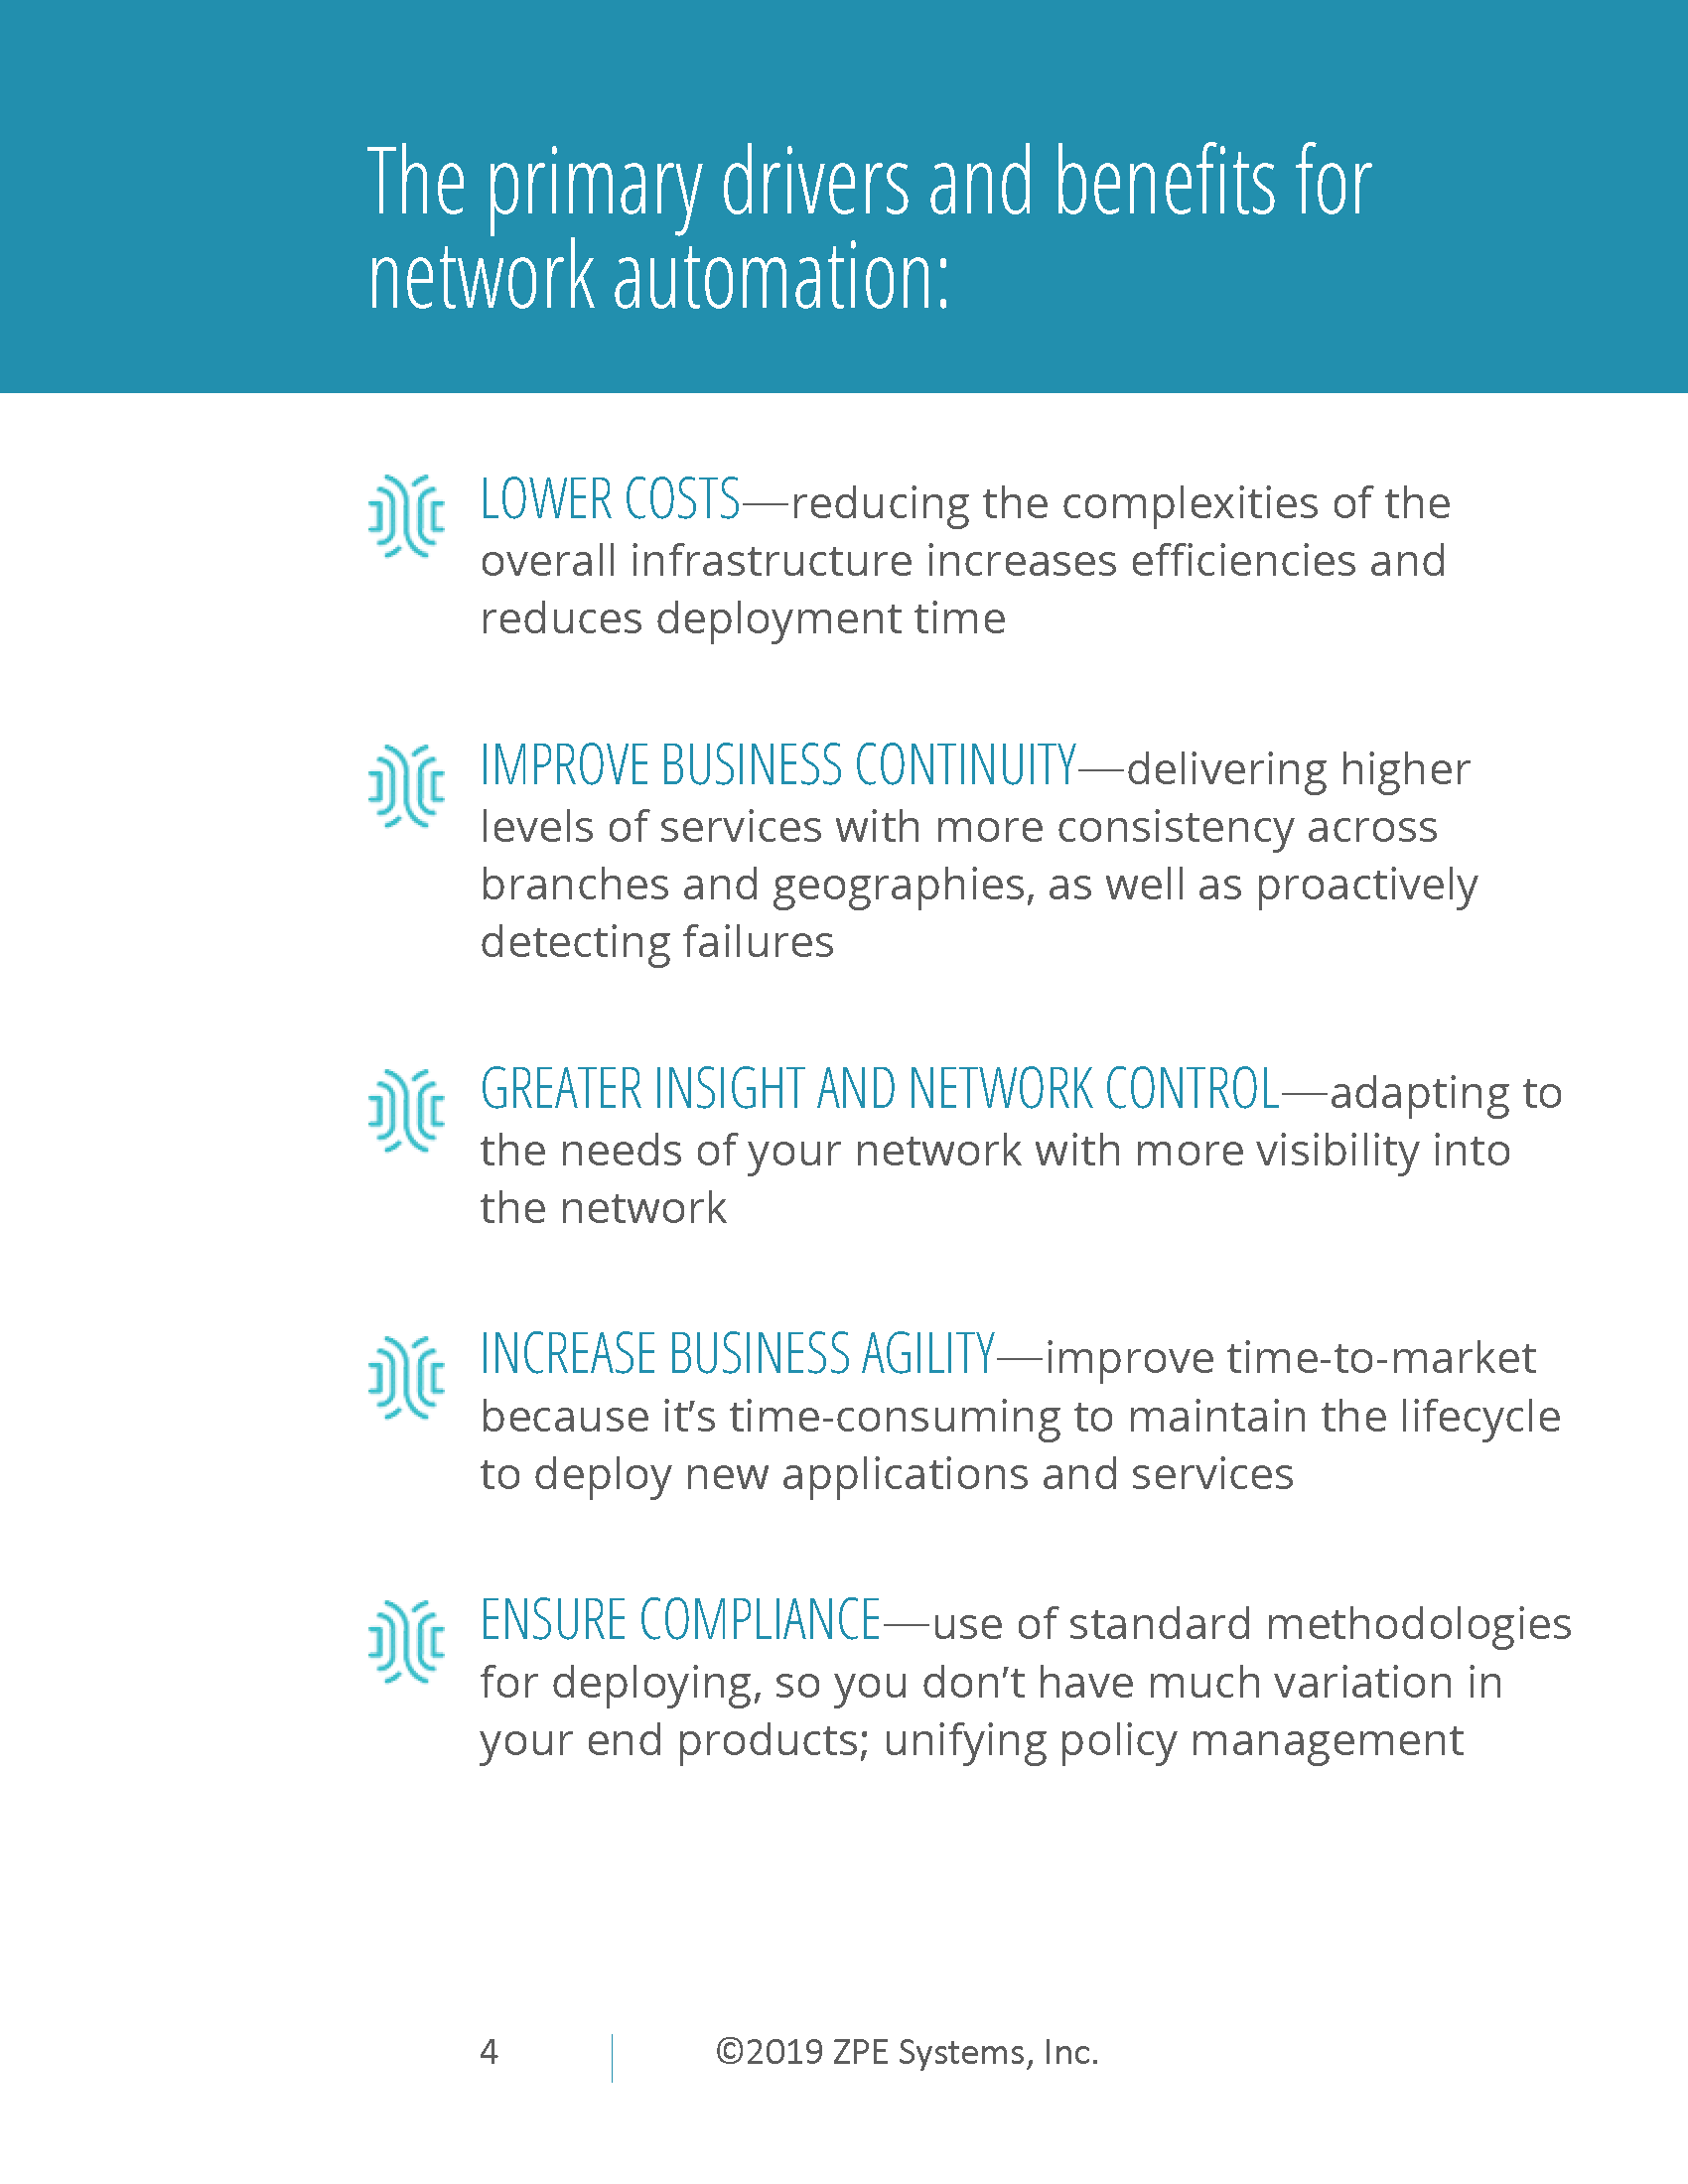 The primary drivers and benefits for
network automation:
LOWER COSTS—reducing the complexities of the
overall infrastructure increases efficiencies and
reduces deployment time
IMPROVE BUSINESS CONTINUITY—delivering higher
levels of services with more consistency across
branches and geographies, as well as proactively
detecting failures
GREATER INSIGHT AND NETWORK CONTROL—adapting to
the needs of your network with more visibility into
the network
INCREASE BUSINESS AGILITY—improve time-to-market
because it’s time-consuming to maintain the lifecycle
to deploy new applications and services
ENSURE COMPLIANCE—use of standard methodologies
for deploying, so you don’t have much variation in
your end products; unifying policy management
4 ©2019 ZPE Systems, Inc.